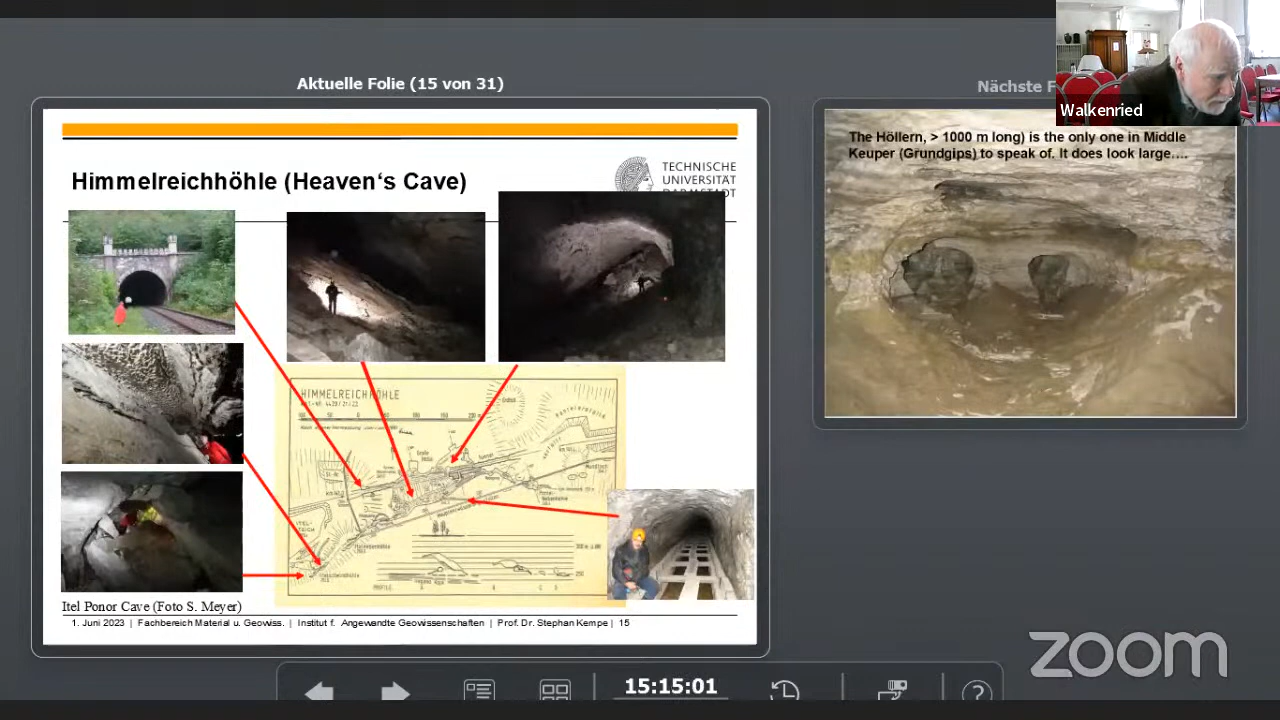 Aktuelle Folie (15 von 31)
Nächste F
Walkenried
Himmelreichhöhle (Heaven‘s Cave)
TECHNISCHE
UNIVERSITÄT
DARMSTADT
The Höllern, > 1000 m long) is the only one in Middle
Keuper (Grundgips) to speak of. It does look large….
HIMMELREICHHÖHLE
PROFILE:
Itel Ponor Cave (Foto S. Meyer)
1. Juni 2023 | Fachbereich Material u. Geowiss. | Institut f. Angewandte Geowissenschaften | Prof. Dr. Stephan Kempe | 15
15:15:01
?
zoom